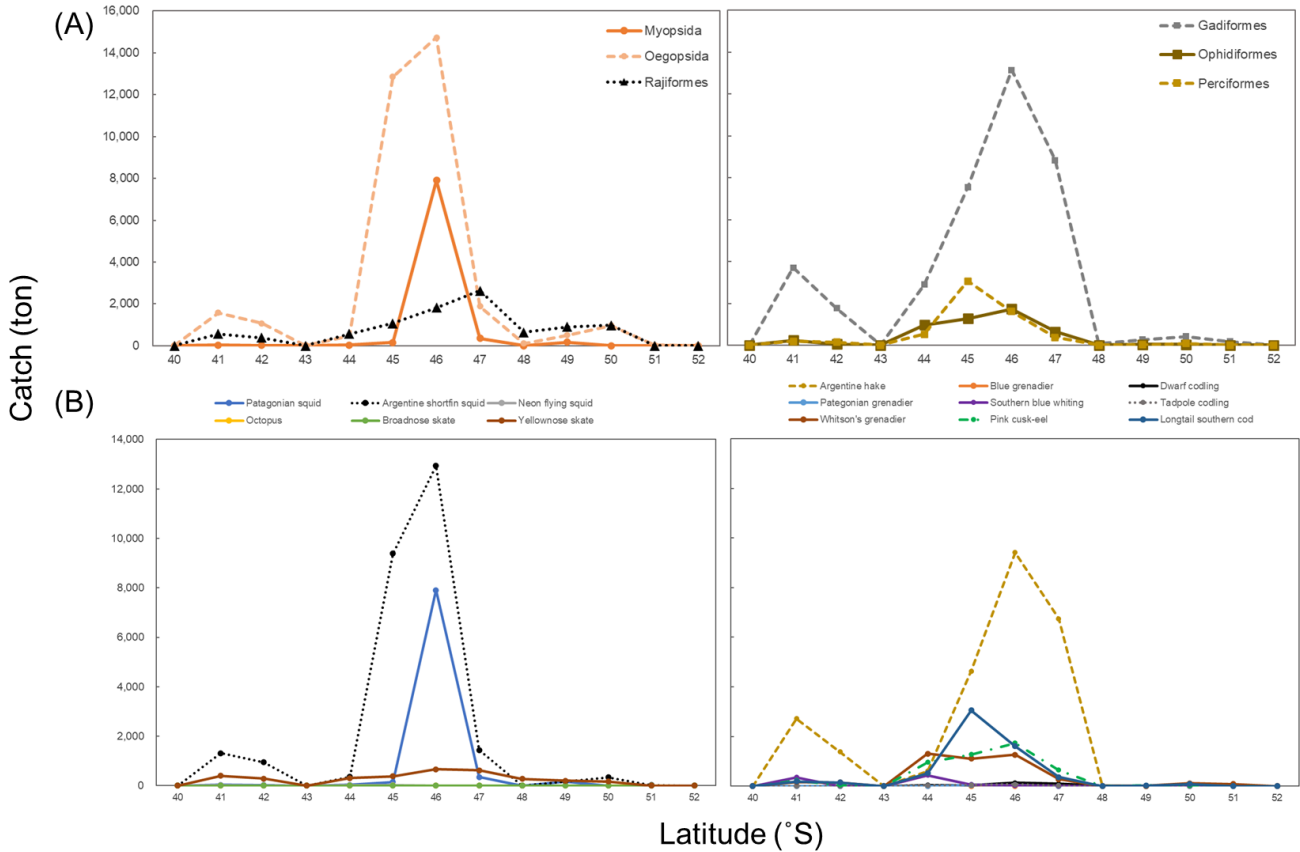 (A)
16,000
14,000
12,000
10,000
8,000
6,000
4,000
2,000
0
Myopsida
Oegopsida
Rajiformes
40 41 42 43 44 45 46 47 48 49 50 51 52
Gadiformes
Ophidiformes
Perciformes
40 41 42 43 44 45 46 47 48 49 50 51 52
Catch (ton)
(B)
Patagonian squid Argentine shortfin squid Neon flying squid
Octopus Broadnose skate Yellownose skate
14,000
12,000
10,000
8,000
6,000
4,000
2,000
0
40 41 42 43 44 45 46 47 48 49 50 51 52
Argentine hake Blue grenadier Dwarf codling
Pategonian grenadier Southern blue whiting Tadpole codling
Whitson's grenadier Pink cusk-eel Longtail southern cod
40 41 42 43 44 45 46 47 48 49 50 51 52
Latitude (˚S)